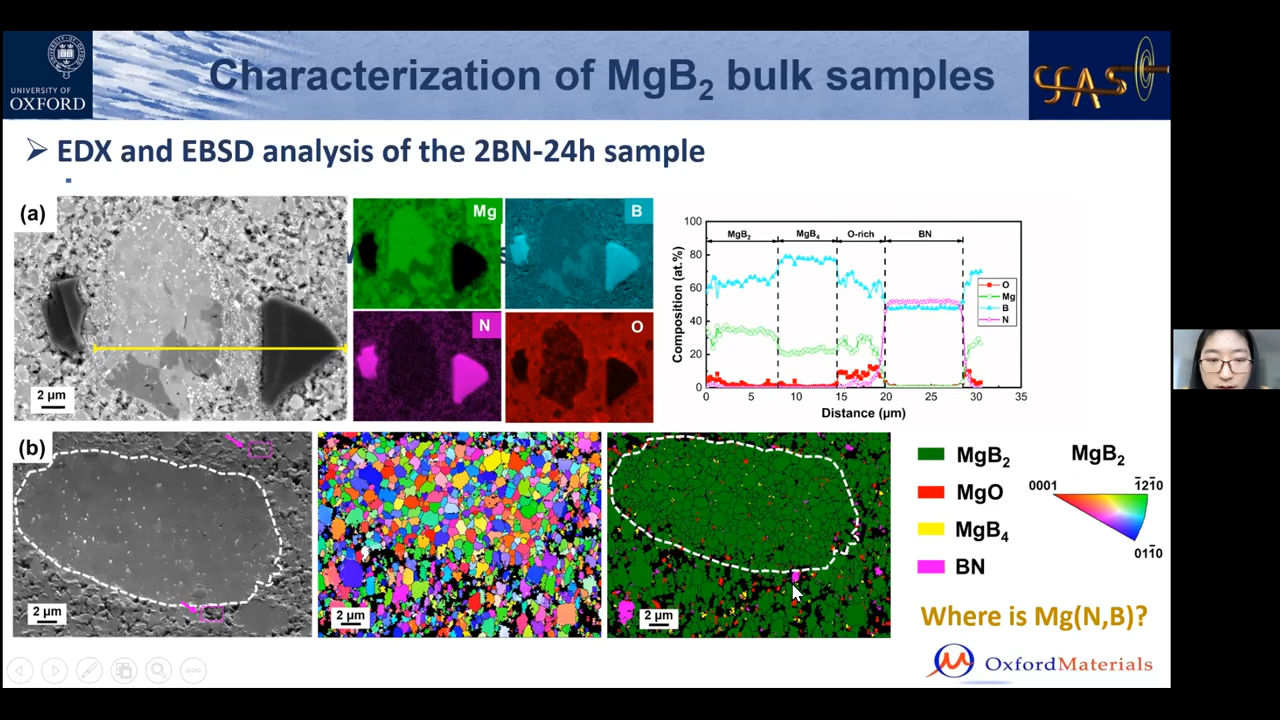 UNIVERSITY OF
OXFORD
Characterization of MgB₂ bulk samples
SFAS
➢ EDX and EBSD analysis of the 2BN-24h sample
(a)
2 μm
Mg
B
N
O
100
80
60
40
20
0
Composition (at.%)
MgB₂
MgB₄
O-rich
BN
O
Mg
B
N
0 5 10 15 20 25 30 35
Distance (μm)
(b)
2 μm
2 μm
2 μm
MgB₂
MgO
MgB₄
BN
MgB₂
0001
1̅21̅0
011̅0
Where is Mg(N,B)?
OxfordMaterials